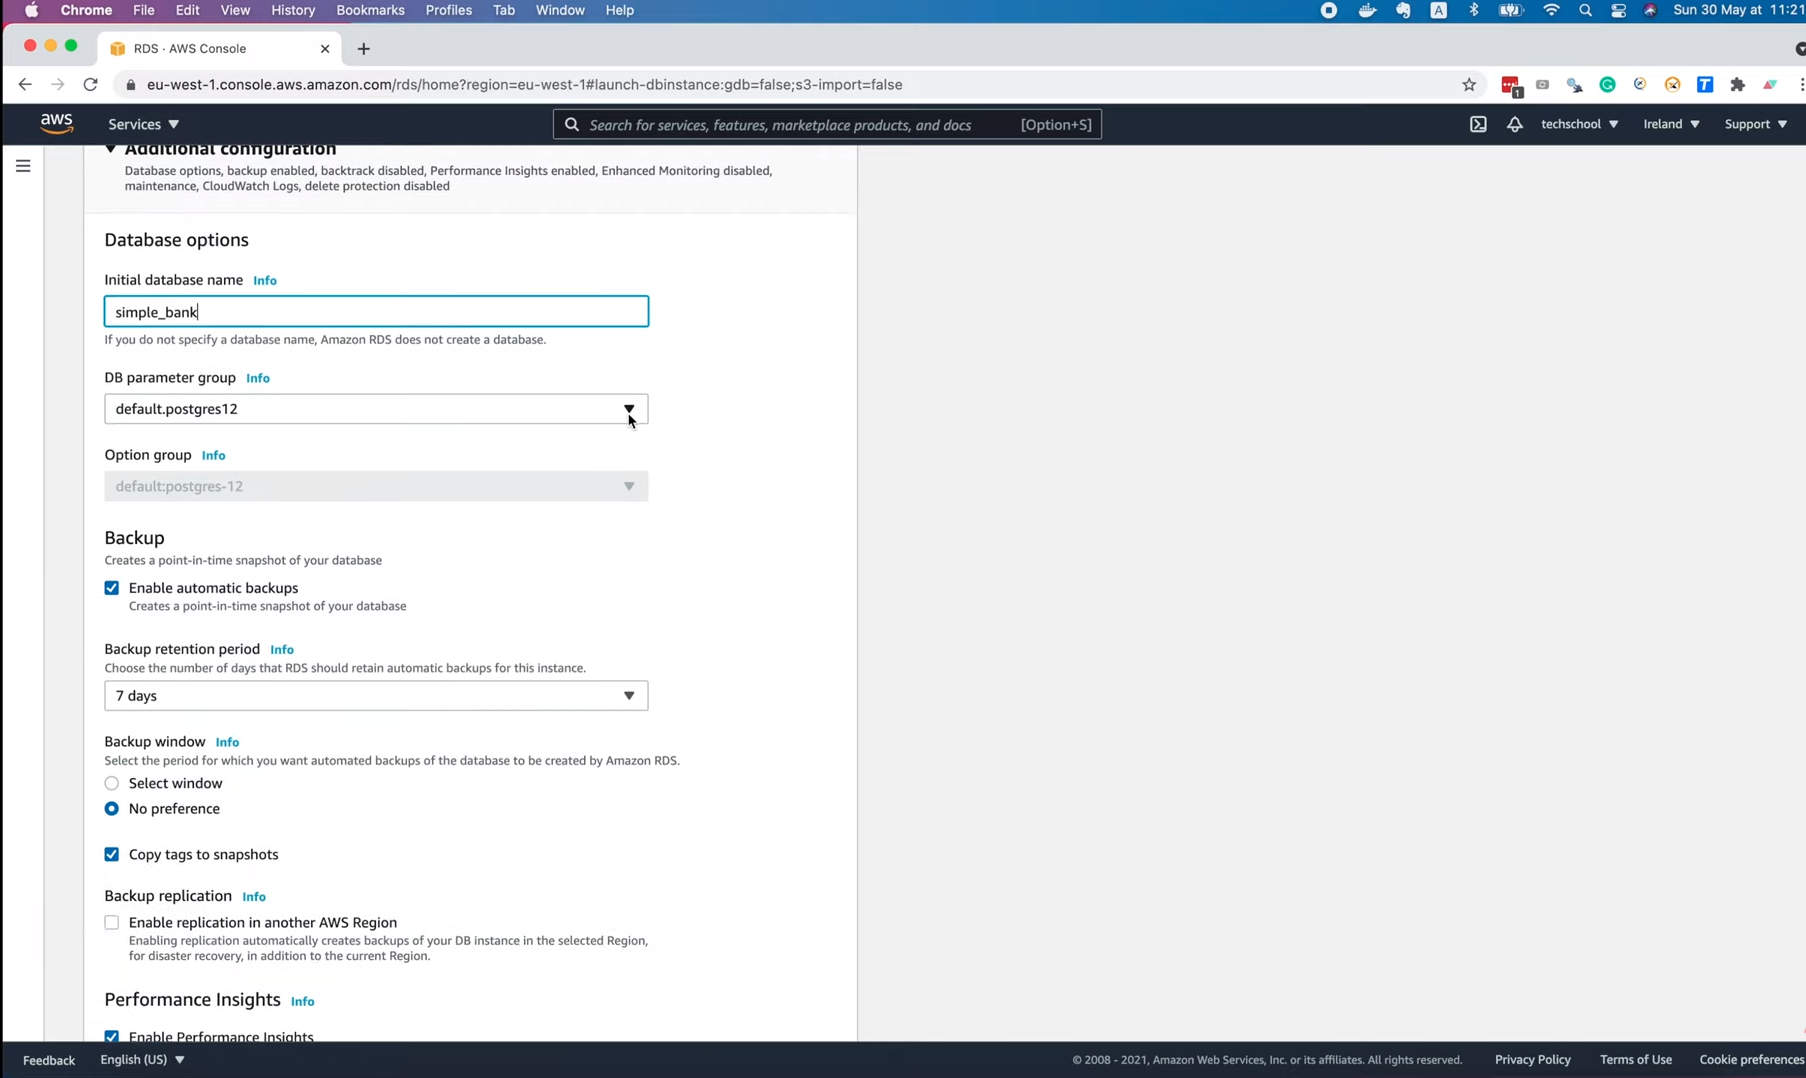 Chrome File Edit View History Bookmarks Profiles Tab Window Help
A
Sun 30 May at 11:21
RDS · AWS Console
eu-west-1.console.aws.amazon.com/rds/home?region=eu-west-1#launch-dbinstance:gdb=false;s3-import=false
1
T
aws Services Search for services, features, marketplace products, and docs [Option+S] techschool Ireland Support
Additional configuration
Database options, backup enabled, backtrack disabled, Performance Insights enabled, Enhanced Monitoring disabled,
maintenance, CloudWatch Logs, delete protection disabled
Database options
Initial database name Info
simple_bank
If you do not specify a database name, Amazon RDS does not create a database.
DB parameter group Info
default.postgres12
Option group Info
default:postgres-12
Backup
Creates a point-in-time snapshot of your database
Enable automatic backups
Creates a point-in-time snapshot of your database
Backup retention period Info
Choose the number of days that RDS should retain automatic backups for this instance.
7 days
Backup window Info
Select the period for which you want automated backups of the database to be created by Amazon RDS.
Select window
No preference
Copy tags to snapshots
Backup replication Info
Enable replication in another AWS Region
Enabling replication automatically creates backups of your DB instance in the selected Region,
for disaster recovery, in addition to the current Region.
Performance Insights Info
Enable Performance Insights
Feedback English (US) © 2008 - 2021, Amazon Web Services, Inc. or its affiliates. All rights reserved. Privacy Policy Terms of Use Cookie preferences